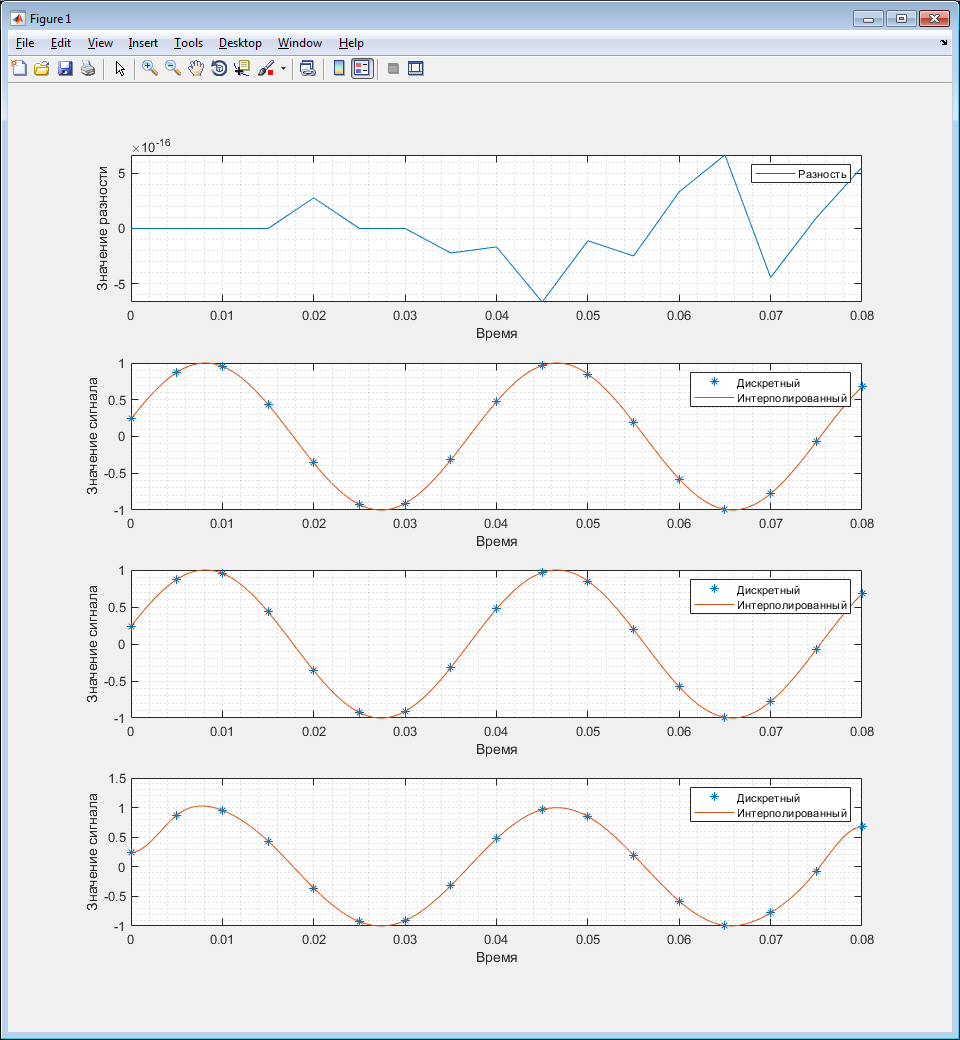 Figure 1
File Edit View Insert Tools Desktop Window Help
×10-16
5
0
-5
Значение разности
Разность
0 0.01 0.02 0.03 0.04 0.05 0.06 0.07 0.08
Время
1
0.5
0
-0.5
-1
Значение сигнала
Дискретный
Интерполированный
0 0.01 0.02 0.03 0.04 0.05 0.06 0.07 0.08
Время
1
0.5
0
-0.5
-1
Значение сигнала
Дискретный
Интерполированный
0 0.01 0.02 0.03 0.04 0.05 0.06 0.07 0.08
Время
1.5
1
0.5
0
-0.5
-1
Значение сигнала
Дискретный
Интерполированный
0 0.01 0.02 0.03 0.04 0.05 0.06 0.07 0.08
Время